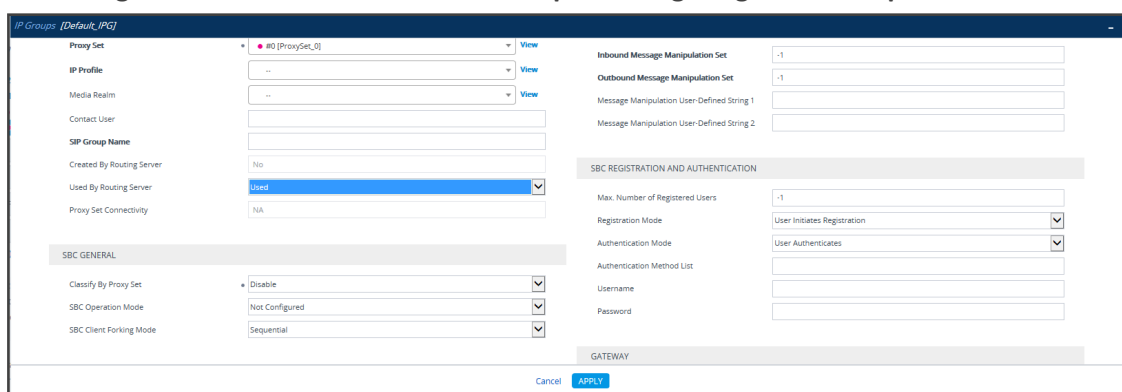 IP Groups [Default_IPG]
–
Proxy Set
#0 [ProxySet_0]
View
IP Profile
--
View
Media Realm
--
View
Contact User
SIP Group Name
Created By Routing Server
No
Used By Routing Server
Used
Proxy Set Connectivity
NA
SBC GENERAL
Classify By Proxy Set
Disable
SBC Operation Mode
Not Configured
SBC Client Forking Mode
Sequential
Inbound Message Manipulation Set
-1
Outbound Message Manipulation Set
-1
Message Manipulation User-Defined String 1
Message Manipulation User-Defined String 2
SBC REGISTRATION AND AUTHENTICATION
Max. Number of Registered Users
-1
Registration Mode
User Initiates Registration
Authentication Mode
User Authenticates
Authentication Method List
Username
Password
GATEWAY
Cancel
APPLY